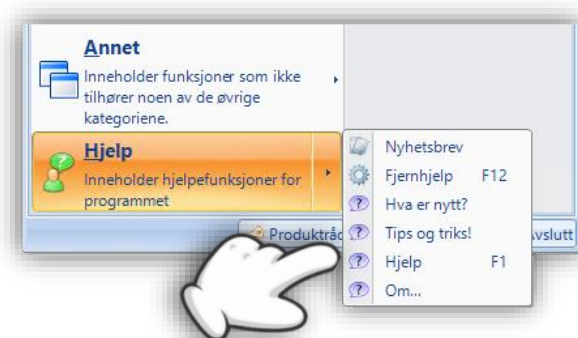 Annet
Inneholder funksjoner som ikke
tilhører noen av de øvrige
kategoriene.
Hjelp
Inneholder hjelpefunksjoner for
programmet
Nyhetsbrev
Fjernhjelp F12
Hva er nytt?
Tips og triks!
Hjelp F1
Om...